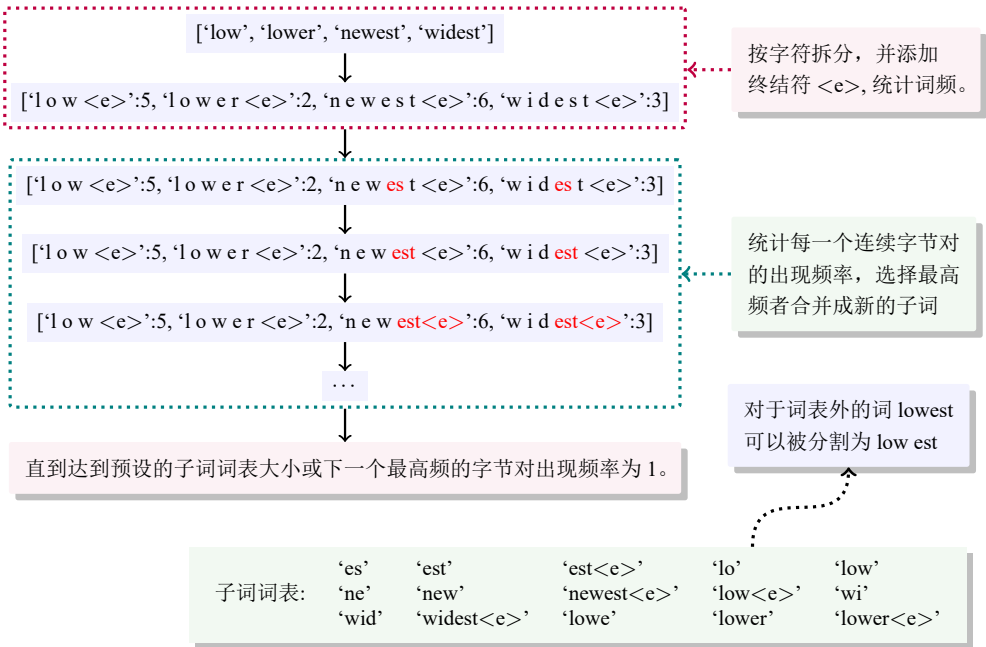 [‘low’, ‘lower’, ‘newest’, ‘widest’]
[‘l o w <e>’:5, ‘l o w e r <e>’:2, ‘n e w e s t <e>’:6, ‘w i d e s t <e>’:3]
按字符拆分，并添加
终结符 <e>, 统计词频。
[‘l o w <e>’:5, ‘l o w e r <e>’:2, ‘n e w es t <e>’:6, ‘w i d es t <e>’:3]
[‘l o w <e>’:5, ‘l o w e r <e>’:2, ‘n e w est <e>’:6, ‘w i d est <e>’:3]
[‘l o w <e>’:5, ‘l o w e r <e>’:2, ‘n e w est<e>’:6, ‘w i d est<e>’:3]
···
统计每一个连续字节对
的出现频率，选择最高
频者合并成新的子词
直到达到预设的子词词表大小或下一个最高频的字节对出现频率为 1。
对于词表外的词 lowest
可以被分割为 low est
子词词表:
‘es’ ‘est’ ‘est<e>’ ‘lo’ ‘low’
‘ne’ ‘new’ ‘newest<e>’ ‘low<e>’ ‘wi’
‘wid’ ‘widest<e>’ ‘lowe’ ‘lower’ ‘lower<e>’